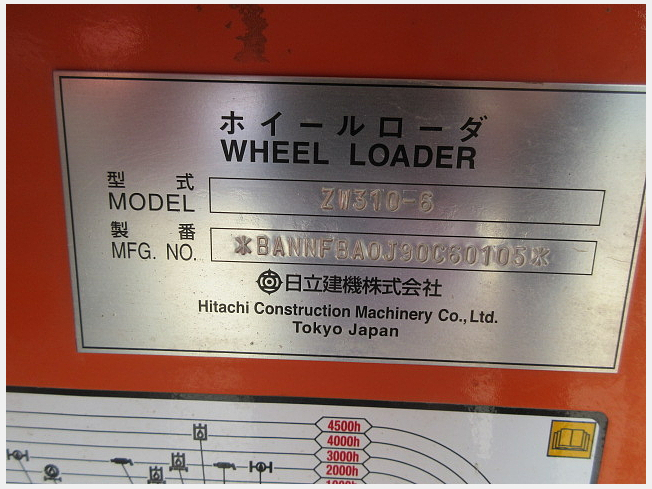 ホイールローダ
WHEEL LOADER
型式
MODEL
ZW310-6
製番
MFG. NO.
*BANNFBA0J90C60105*
日立建機株式会社
Hitachi Construction Machinery Co., Ltd.
Tokyo Japan
4500h
4000h
3000h
2000h